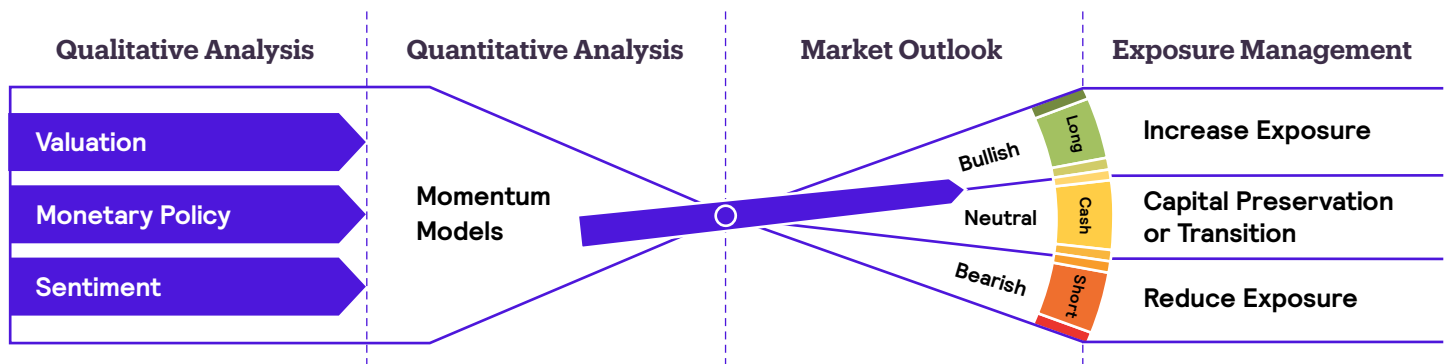 Qualitative Analysis
Quantitative Analysis
Market Outlook
Exposure Management
Valuation
Monetary Policy
Sentiment
Momentum
Models
Bullish
Neutral
Bearish
Long
Cash
Short
Increase Exposure
Capital Preservation
or Transition
Reduce Exposure